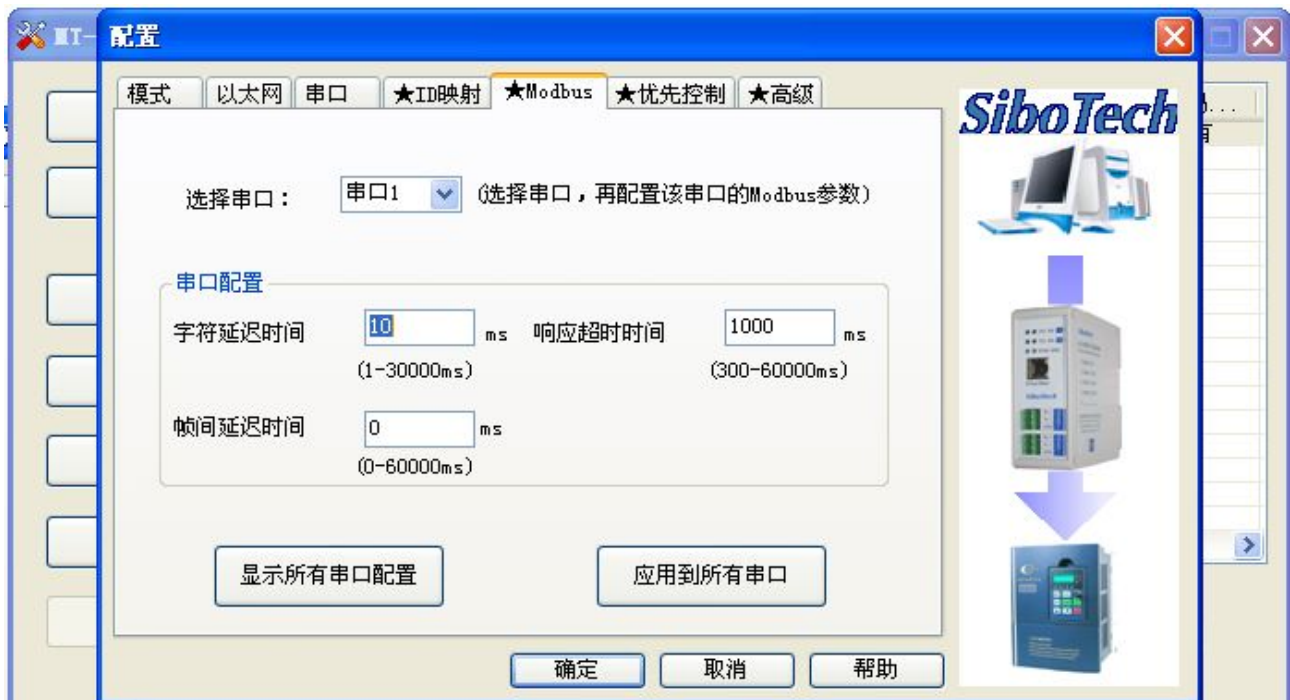 MT-
配置
模式 以太网 串口 ★ID映射 ★Modbus ★优先控制 ★高级
SiboTech
选择串口： 串口1 (选择串口，再配置该串口的Modbus参数)
串口配置
字符延迟时间 10 ms 响应超时时间 1000 ms
(1-30000ms) (300-60000ms)
帧间延迟时间 0 ms
(0-60000ms)
显示所有串口配置 应用到所有串口
确定 取消 帮助